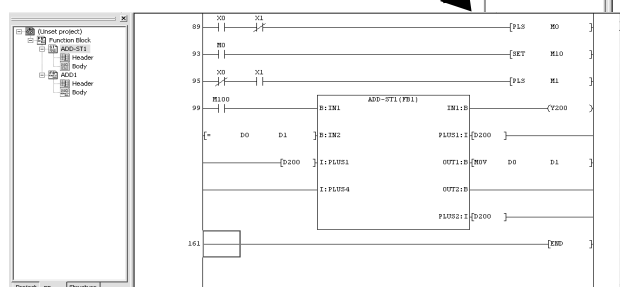 (Unset project)
Function Block
ADD-ST1
Header
Body
ADD1
Header
Body
Structure
X0 X1
89 [PLS M0 ]
M0
93 [SET M10 ]
X0 X1
95 [PLS M1 ]
M100 ADD-ST1(FB1)
99 B:IN1 IN1:B (Y200 )
[= D0 D1 ] B:IN2 PLUS1:I [D200 ]
[D200 ] I:PLUS1 OUT1:B [MOV D0 D1 ]
I:PLUS4 OUT2:B
PLUS2:I [D200 ]
161 [END ]